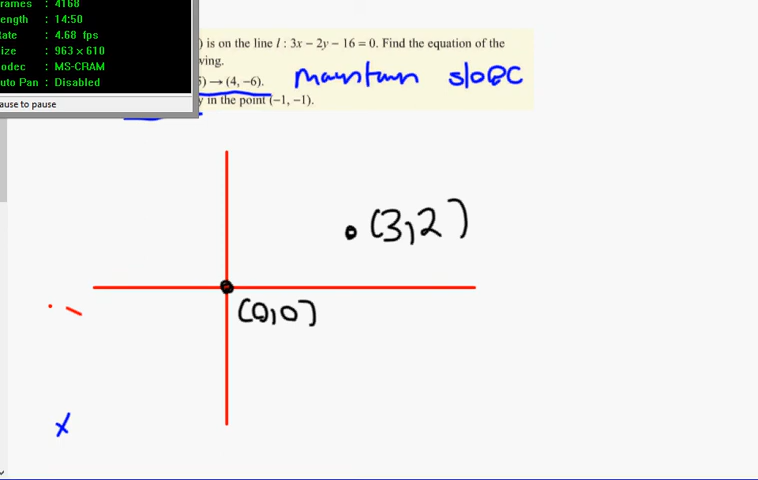 rames : 4168
ength : 14:50
ate : 4.68 fps
ize : 963 x 610
odec : MS-CRAM
uto Pan : Disabled
ause to pause
) is on the line l : 3x − 2y − 16 = 0. Find the equation of the
ving.
) → (4, −6). maintain slope
y in the point (−1, −1).
(3,2)
(0,0)
x